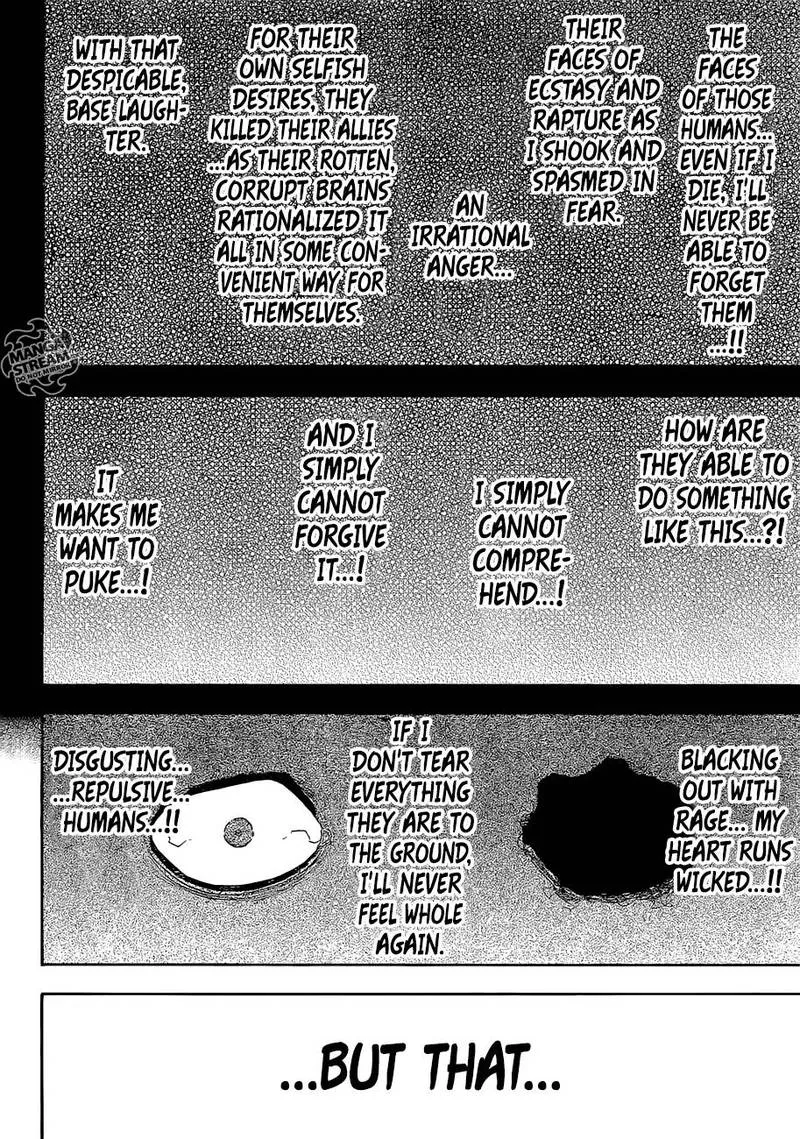 THE
FACES
OF THOSE
HUMANS...
EVEN IF I
DIE, I'LL
NEVER BE
ABLE TO
FORGET
THEM
...!!
THEIR
FACES OF
ECSTASY AND
RAPTURE AS
I SHOOK AND
SPASMED IN
FEAR.
AN
IRRATIONAL
ANGER...
FOR THEIR
OWN SELFISH
DESIRES, THEY
KILLED THEIR ALLIES
...AS THEIR ROTTEN,
CORRUPT BRAINS
RATIONALIZED IT
ALL IN SOME CON-
VENIENT WAY FOR
THEMSELVES.
WITH THAT
DESPICABLE,
BASE LAUGH-
TER.
MANGA
STREAM
DO NOT MIRROR
HOW ARE
THEY ABLE TO
DO SOMETHING
LIKE THIS...?!
I SIMPLY
CANNOT
COMPRE-
HEND...!
AND I
SIMPLY
CANNOT
FORGIVE
IT...!
IT
MAKES ME
WANT TO
PUKE...!
BLACKING
OUT WITH
RAGE... MY
HEART RUNS
WICKED...!!
IF I
DON'T TEAR
EVERYTHING
THEY ARE TO
THE GROUND,
I'LL NEVER
FEEL WHOLE
AGAIN.
DISGUSTING...
...REPULSIVE...
HUMANS...!!
...BUT THAT...